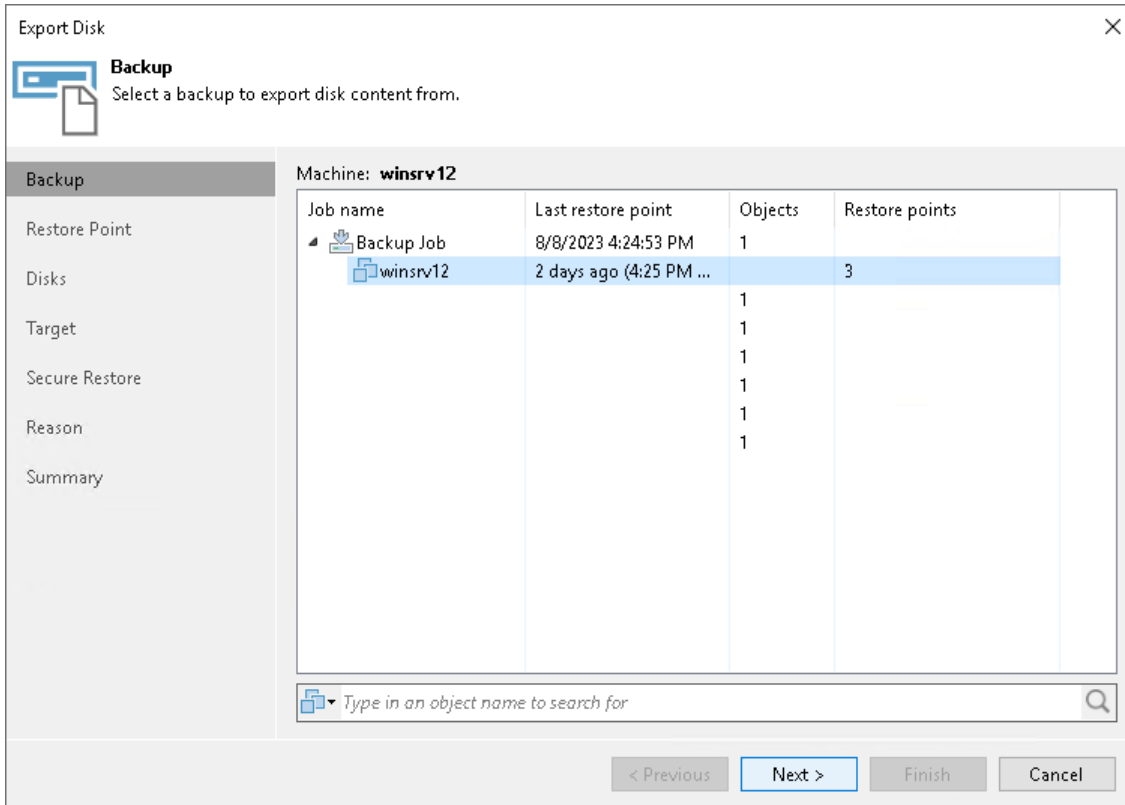 Export Disk
Backup
Select a backup to export disk content from.
Backup
Restore Point
Disks
Target
Secure Restore
Reason
Summary
Machine: winsrv12
Job name Last restore point Objects Restore points
Backup Job 8/8/2023 4:24:53 PM 1
winsrv12 2 days ago (4:25 PM ... 3
1
1
1
1
1
1
Type in an object name to search for
< Previous Next > Finish Cancel